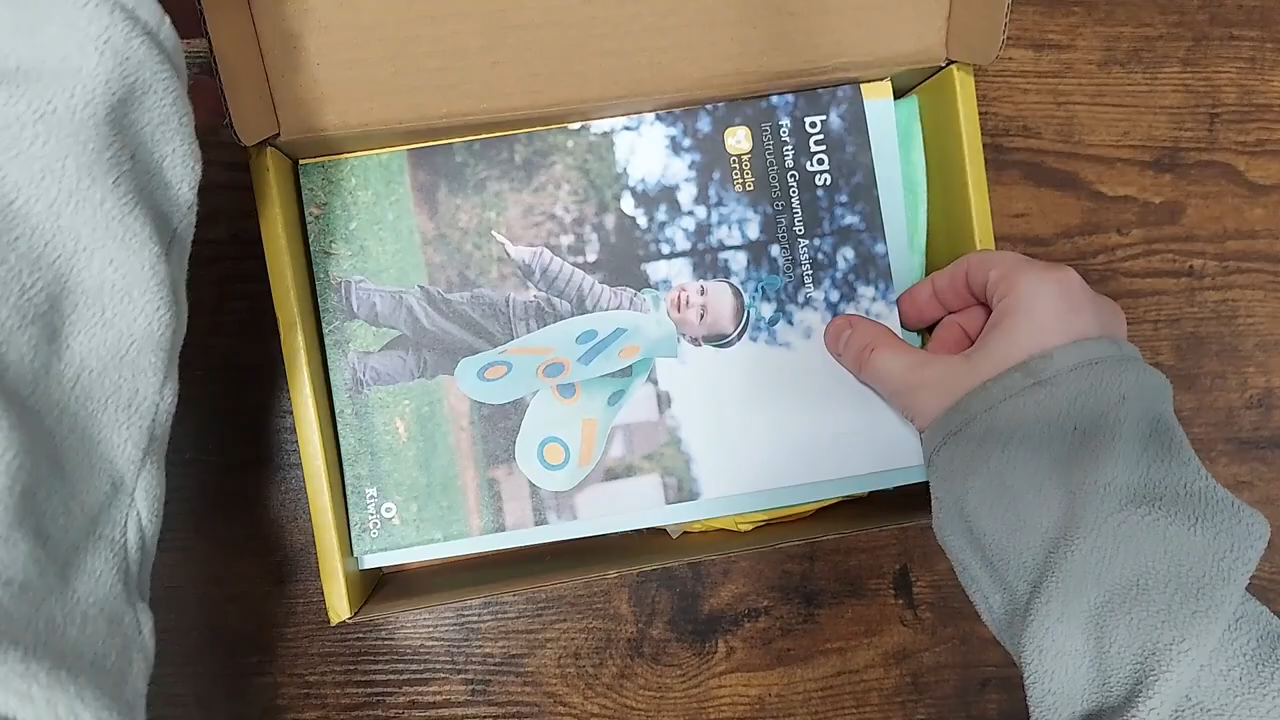 bugs
For the Grownup Assistant
Instructions & Inspiration
koala
crate
KiwiCo